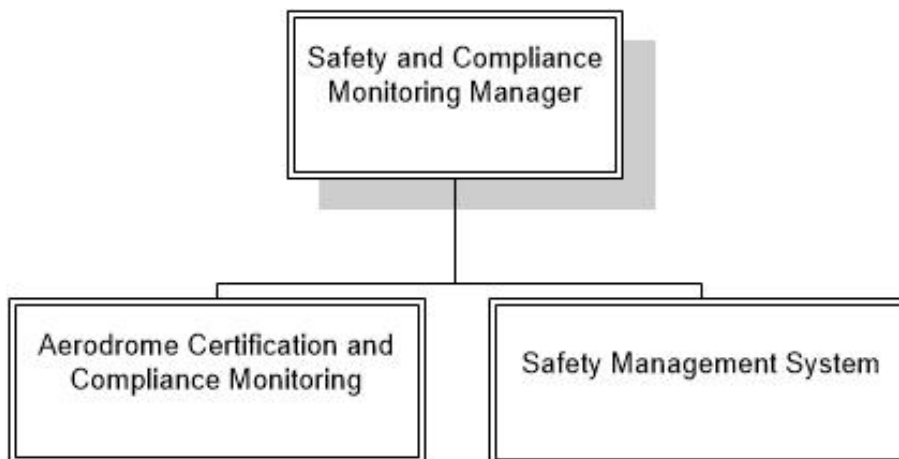 Safety and Compliance
Monitoring Manager
Aerodrome Certification and
Compliance Monitoring
Safety Management System